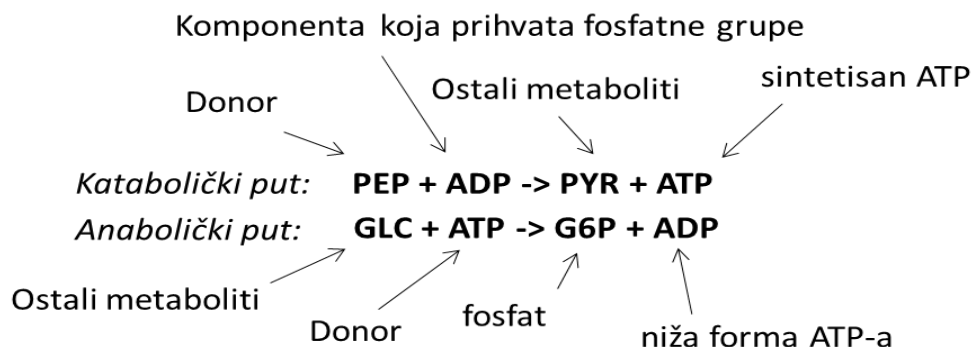 Komponenta koja prihvata fosfatne grupe
sintetisan ATP
Ostali metaboliti
Donor
Katabolički put: PEP + ADP -> PYR + ATP
Anabolički put: GLC + ATP -> G6P + ADP
Ostali metaboliti
Donor
fosfat
niža forma ATP-a